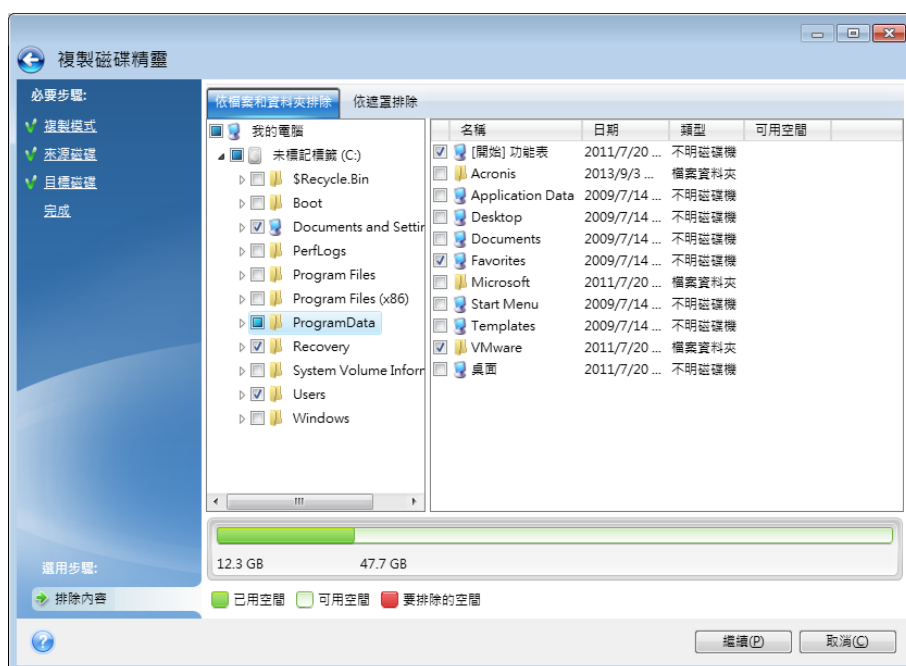 複製磁碟精靈
必要步驟:
複製模式
來源磁碟
目標磁碟
完成
選用步驟:
排除內容
依檔案和資料夾排除 依遮罩排除
我的電腦
未標記標籤 (C:)
$Recycle.Bin
Boot
Documents and Settin
PerfLogs
Program Files
Program Files (x86)
ProgramData
Recovery
System Volume Inforr
Users
Windows
名稱 日期 類型 可用空間
[開始] 功能表 2011/7/20 ... 不明磁碟機
Acronis 2013/9/3 ... 檔案資料夾
Application Data 2009/7/14 ... 不明磁碟機
Desktop 2009/7/14 ... 不明磁碟機
Documents 2009/7/14 ... 不明磁碟機
Favorites 2009/7/14 ... 不明磁碟機
Microsoft 2011/7/20 ... 檔案資料夾
Start Menu 2009/7/14 ... 不明磁碟機
Templates 2009/7/14 ... 不明磁碟機
VMware 2011/7/20 ... 檔案資料夾
桌面 2011/7/20 ... 不明磁碟機
12.3 GB 47.7 GB
已用空間 可用空間 要排除的空間
繼續(P) 取消(C)